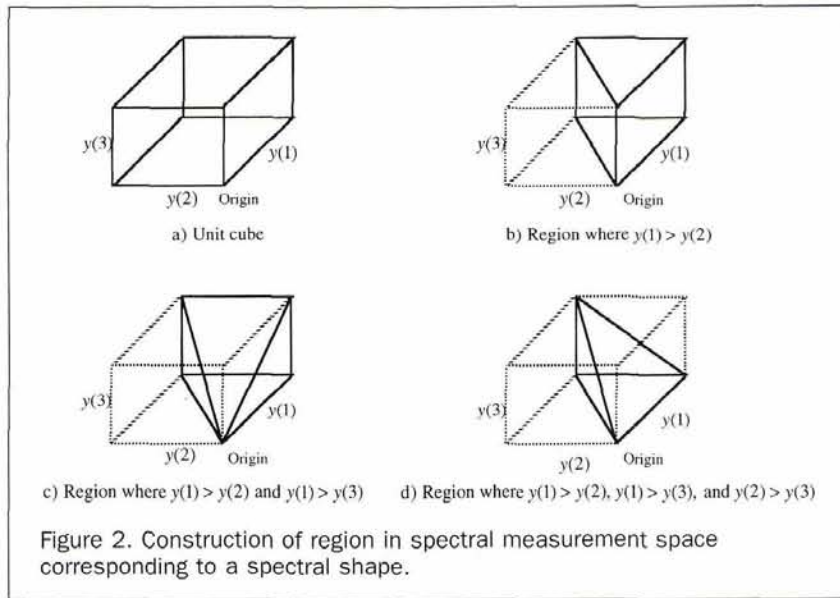 y(3)
y(1)
y(2)
Origin
a) Unit cube
y(3)
y(1)
y(2)
Origin
b) Region where y(1) > y(2)
y(3)
y(1)
y(2)
Origin
c) Region where y(1) > y(2) and y(1) > y(3)
y(3)
y(1)
y(2)
Origin
d) Region where y(1) > y(2), y(1) > y(3), and y(2) > y(3)
Figure 2. Construction of region in spectral measurement space
corresponding to a spectral shape.